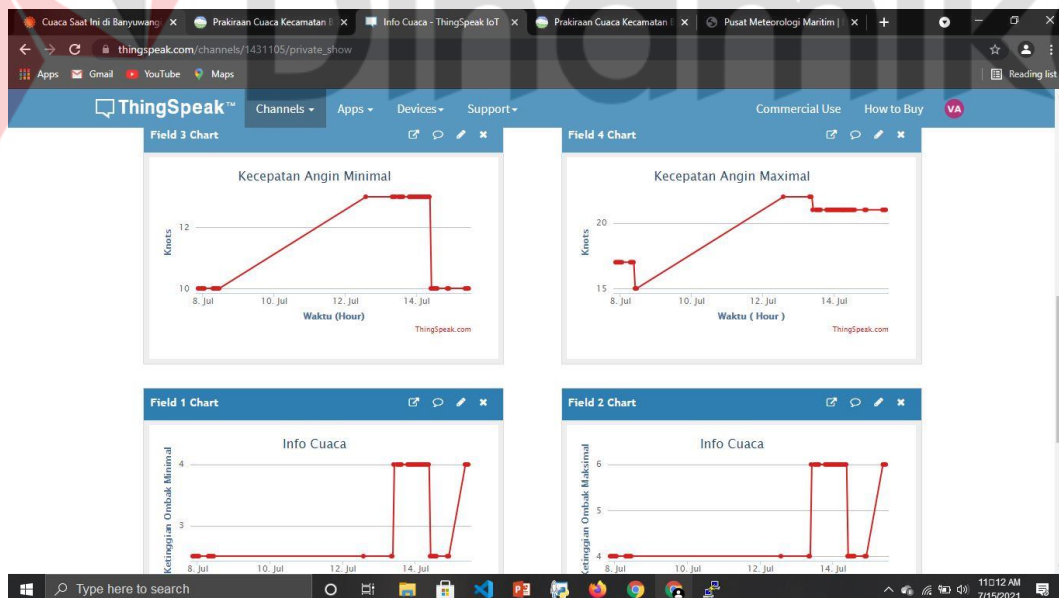 Dinamik
Cuaca Saat Ini di Banyuwang
Prakiraan Cuaca Kecamatan
Info Cuaca - ThingSpeak IoT
Prakiraan Cuaca Kecamatan
Pusat Meteorologi Maritim |
thingspeak.com/channels/1431105/private_show
Apps Gmail YouTube Maps Reading list
ThingSpeak™ Channels Apps Devices Support Commercial Use How to Buy VA
Field 3 Chart
Kecepatan Angin Minimal
Knots
12
10
8. Jul 10. Jul 12. Jul 14. Jul
Waktu (Hour)
ThingSpeak.com
Field 4 Chart
Kecepatan Angin Maximal
Knots
20
15
8. Jul 10. Jul 12. Jul 14. Jul
Waktu ( Hour )
ThingSpeak.com
Field 1 Chart
Info Cuaca
Ketinggian Ombak Minimal
4
3
8. Jul 10. Jul 12. Jul 14. Jul
Field 2 Chart
Info Cuaca
Ketinggian Ombak Maksimal
6
5
4
8. Jul 10. Jul 12. Jul 14. Jul
Type here to search
11:12 AM
7/15/2021